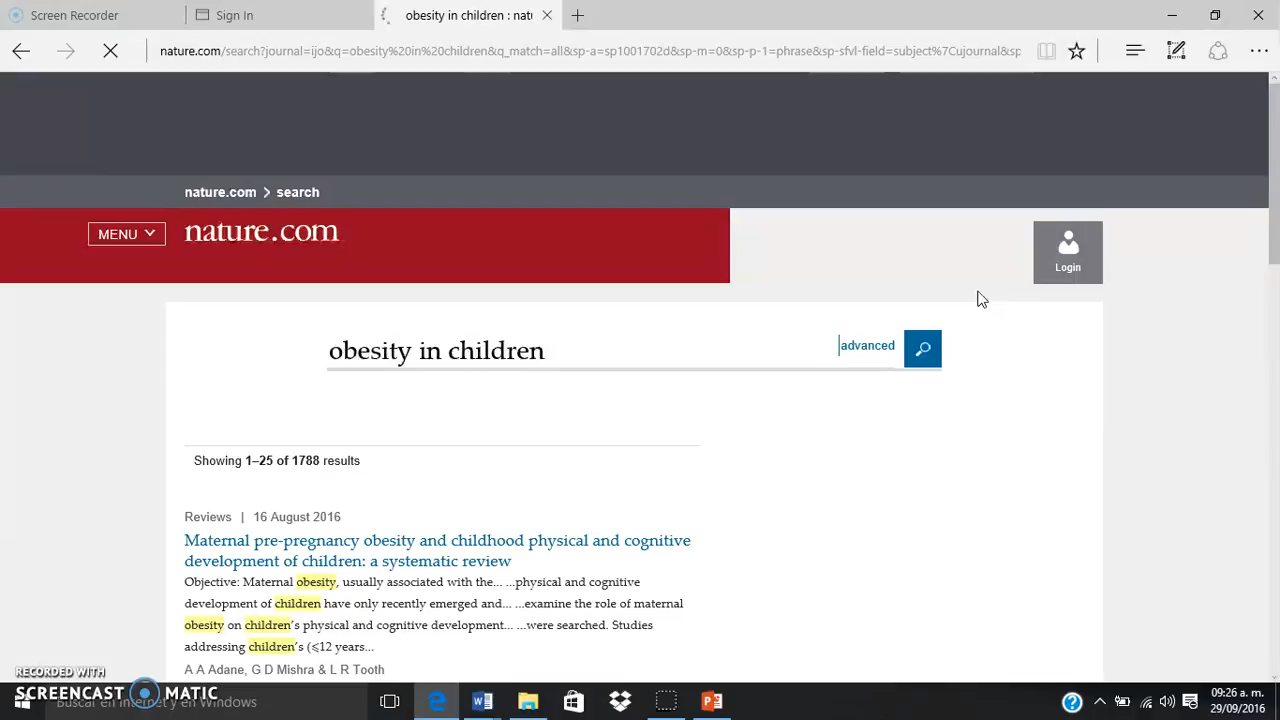 Screen Recorder
Sign In
obesity in children : nat
nature.com/search?journal=ijo&q=obesity%20in%20children&q_match=all&sp-a=sp1001702d&sp-m=0&sp-p-1=phrase&sp-sfvl-field=subject%7Cujournal&sp
nature.com > search
MENU
nature.com
Login
obesity in children
advanced
Showing 1–25 of 1788 results
Reviews | 16 August 2016
Maternal pre-pregnancy obesity and childhood physical and cognitive
development of children: a systematic review
Objective: Maternal obesity, usually associated with the... ...physical and cognitive
development of children have only recently emerged and... ...examine the role of maternal
obesity on children's physical and cognitive development... ...were searched. Studies
addressing children's (⩽12 years...
A A Adane, G D Mishra & L R Tooth
RECORDED WITH
SCREENCAST MATIC
Buscar en Internet y en Windows
09:26 a. m.
29/09/2016